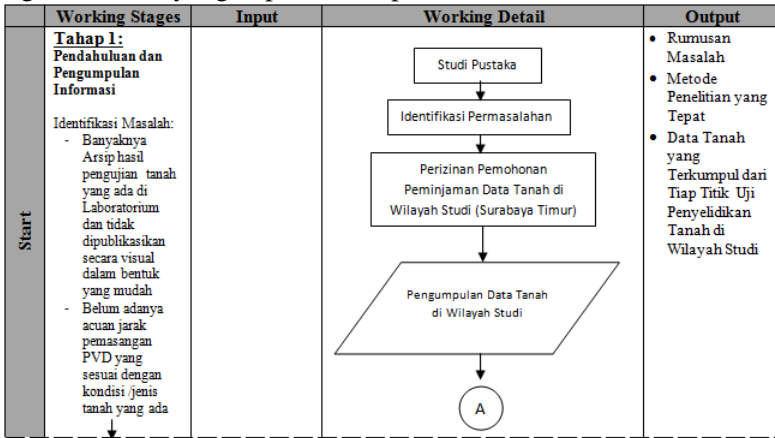 Working Stages
Input
Working Detail
Output
Start
Tahap 1:
Pendahuluan dan
Pengumpulan
Informasi
Identifikasi Masalah:
- Banyaknya
Arsip hasil
pengujian tanah
yang ada di
Laboratorium
dan tidak
dipublikasikan
secara visual
dalam bentuk
yang mudah
- Belum adanya
acuan jarak
pemasangan
PVD yang
sesuai dengan
kondisi /jenis
tanah yang ada
Studi Pustaka
Identifikasi Permasalahan
Perizinan Pemohonan
Peminjaman Data Tanah di
Wilayah Studi (Surabaya Timur)
Pengumpulan Data Tanah
di Wilayah Studi
A
• Rumusan
Masalah
• Metode
Penelitian yang
Tepat
• Data Tanah
yang
Terkumpul dari
Tiap Titik Uji
Penyelidikan
Tanah di
Wilayah Studi